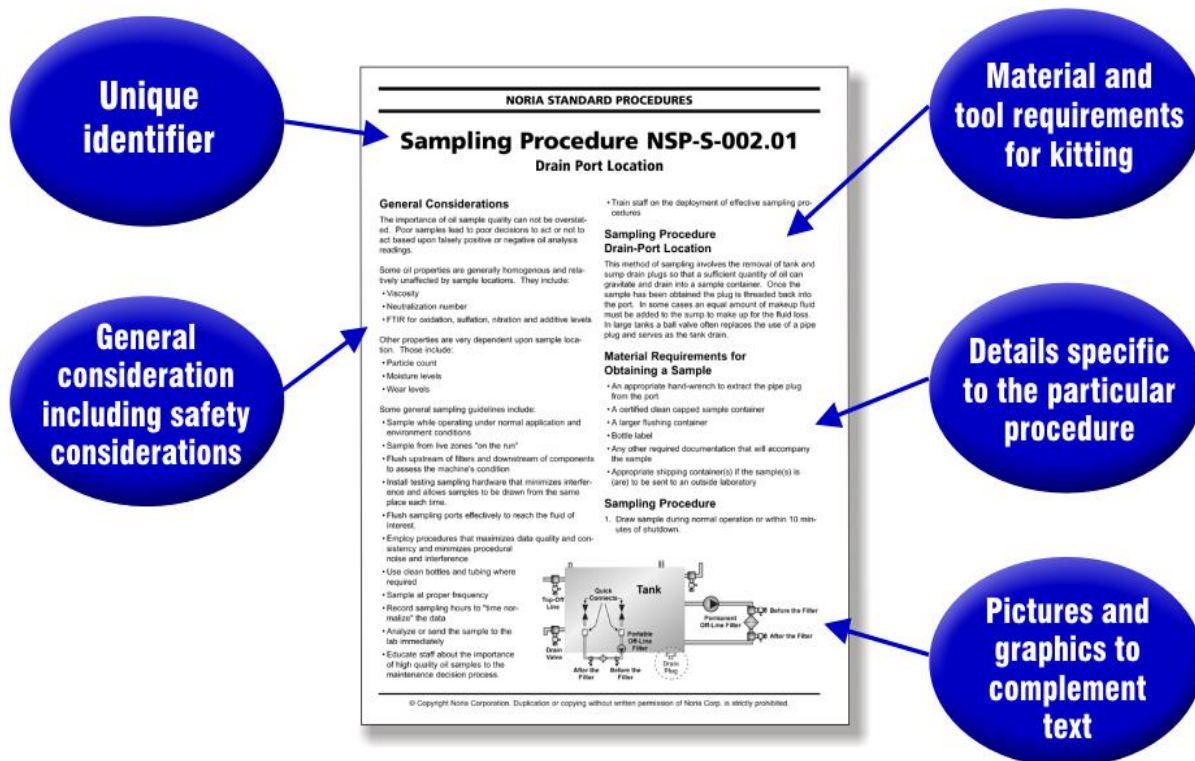 Unique
identifier
General
consideration
including safety
considerations
NORIA STANDARD PROCEDURES
Sampling Procedure NSP-S-002.01
Drain Port Location
General Considerations
The importance of oil sample quality can not be overstat-
ed. Poor samples lead to poor decisions to act or not to
act based upon falsely positive or negative oil analysis
readings.
Some oil properties are generally homogenous and rela-
tively unaffected by sample locations. They include:
• Viscosity
• Neutralization number
• FTIR for oxidation, sulfation, nitration and additive levels
Other properties are very dependent upon sample loca-
tion. Those include:
• Particle count
• Moisture levels
• Wear levels
Some general sampling guidelines include:
• Sample while operating under normal application and
environment conditions
• Sample from live zones "on the run"
• Flush upstream of filters and downstream of components
to assess the machine's condition
• Install testing sampling hardware that minimizes interfer-
ence and allows samples to be drawn from the same
place each time.
• Flush sampling ports effectively to reach the fluid of
interest.
• Employ procedures that maximizes data quality and con-
sistency and minimizes procedural
noise and interference
• Use clean bottles and tubing where
required
• Sample at proper frequency
• Record sampling hours to "time nor-
malize" the data
• Analyze or send the sample to the
lab immediately
• Educate staff about the importance
of high quality oil samples to the
maintenance decision process.
• Train staff on the deployment of effective sampling pro-
cedures
Sampling Procedure
Drain-Port Location
This method of sampling involves the removal of tank and
sump drain plugs so that a sufficient quantity of oil can
gravitate and drain into a sample container. Once the
sample has been obtained the plug is threaded back into
the port. In some cases an equal amount of makeup fluid
must be added to the sump to make up for the fluid loss.
In large tanks a ball valve often replaces the use of a pipe
plug and serves as the tank drain.
Material Requirements for
Obtaining a Sample
• An appropriate hand-wrench to extract the pipe plug
from the port
• A certified clean capped sample container
• A larger flushing container
• Bottle label
• Any other required documentation that will accompany
the sample
• Appropriate shipping container(s) if the sample(s) is
(are) to be sent to an outside laboratory
Sampling Procedure
1. Draw sample during normal operation or within 10 min-
utes of shutdown.
Top-Off
Line
Quick
Connects
Tank
Permanent
Off-Line Filter
Before the Filter
After the Filter
Drain
Valve
Portable
Off-Line
Filter
After the
Filter
Before the
Filter
Drain
Plug
© Copyright Noria Corporation. Duplication or copying without written permission of Noria Corp. is strictly prohibited.
Material and
tool requirements
for kitting
Details specific
to the particular
procedure
Pictures and
graphics to
complement
text